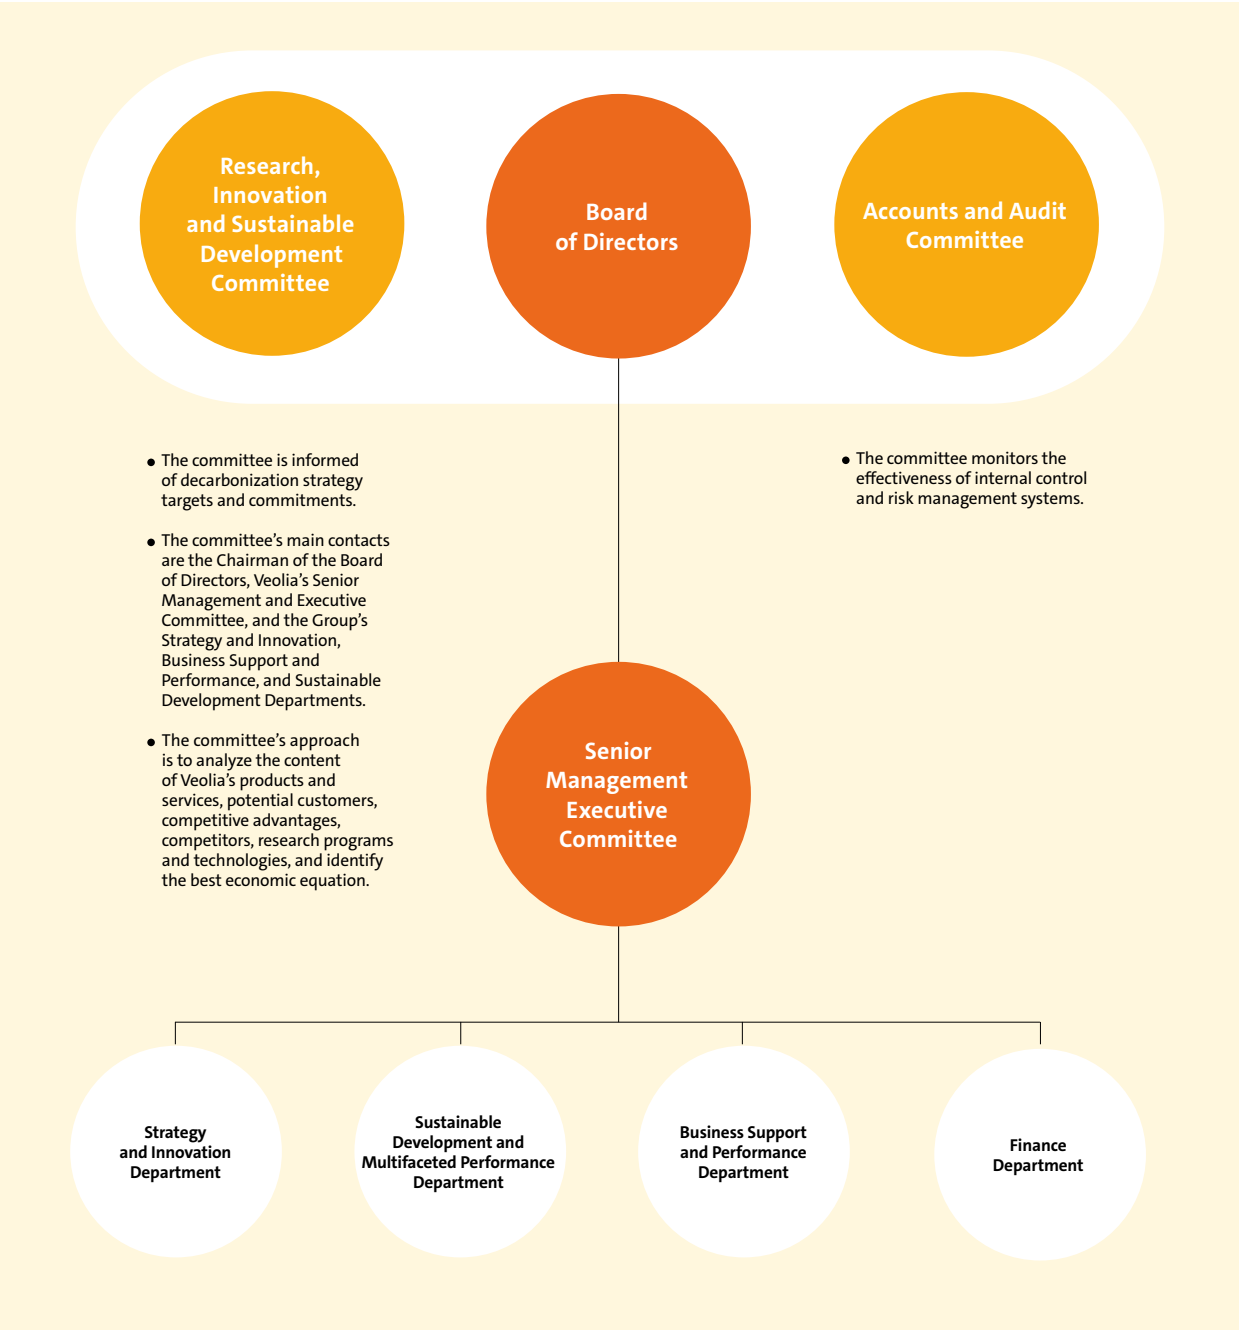 Research,
Innovation
and Sustainable
Development
Committee
Board
of Directors
Accounts and Audit
Committee
● The committee is informed
of decarbonization strategy
targets and commitments.
● The committee’s main contacts
are the Chairman of the Board
of Directors, Veolia’s Senior
Management and Executive
Committee, and the Group’s
Strategy and Innovation,
Business Support and
Performance, and Sustainable
Development Departments.
● The committee’s approach
is to analyze the content
of Veolia’s products and
services, potential customers,
competitive advantages,
competitors, research programs
and technologies, and identify
the best economic equation.
● The committee monitors the
effectiveness of internal control
and risk management systems.
Senior
Management
Executive
Committee
Strategy
and Innovation
Department
Sustainable
Development and
Multifaceted Performance
Department
Business Support
and Performance
Department
Finance
Department